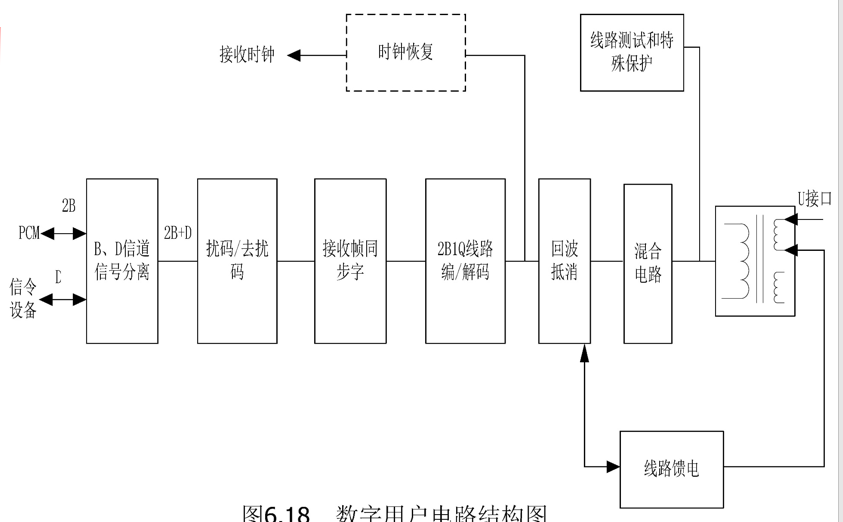 接收时钟
时钟恢复
线路测试和特
殊保护
2B
PCM
D
信令
设备
B、D信道
信号分离
2B+D
扰码/去扰
码
接收帧同
步字
2B1Q线路
编/解码
回波
抵消
混合
电路
U接口
线路馈电
图6.18 数字用户电路结构图